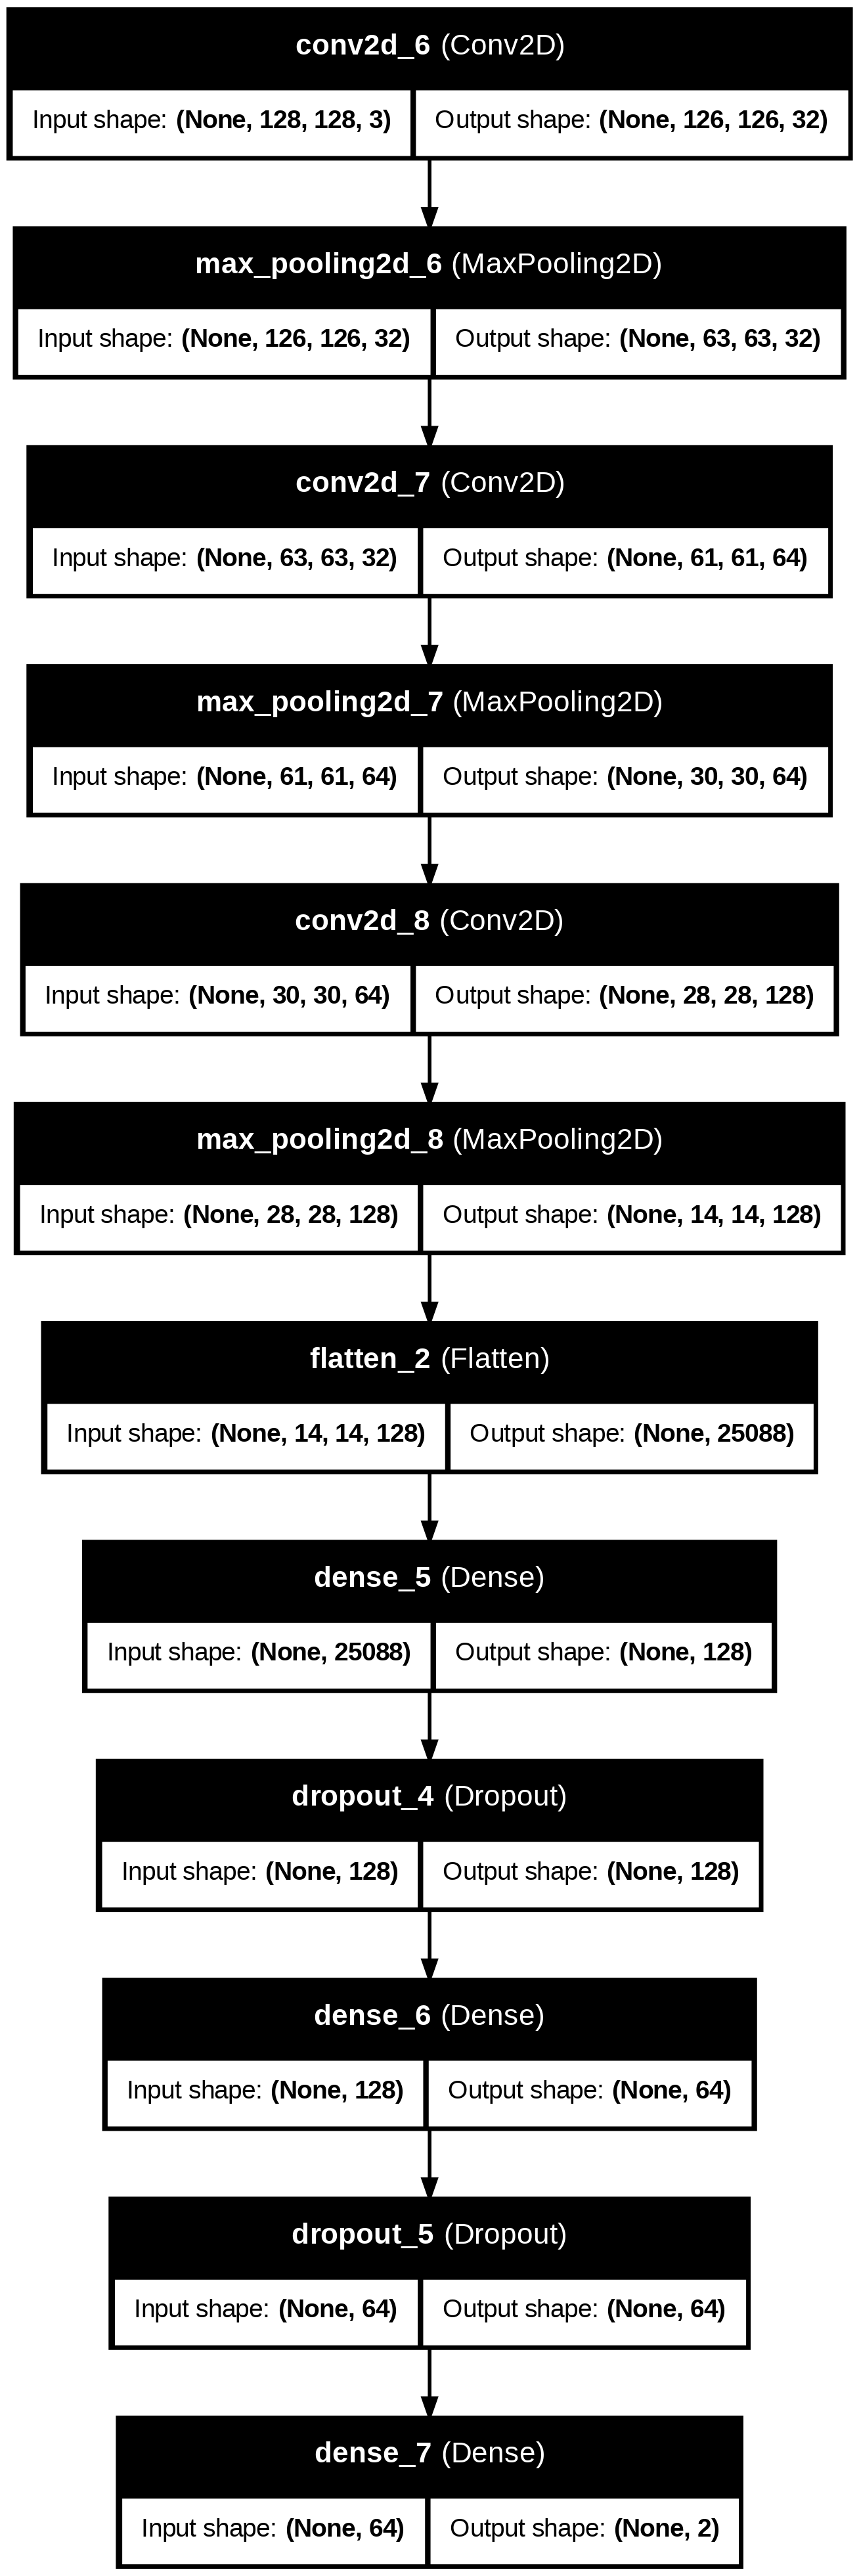 conv2d_6 (Conv2D)
Input shape: (None, 128, 128, 3) Output shape: (None, 126, 126, 32)
max_pooling2d_6 (MaxPooling2D)
Input shape: (None, 126, 126, 32) Output shape: (None, 63, 63, 32)
conv2d_7 (Conv2D)
Input shape: (None, 63, 63, 32) Output shape: (None, 61, 61, 64)
max_pooling2d_7 (MaxPooling2D)
Input shape: (None, 61, 61, 64) Output shape: (None, 30, 30, 64)
conv2d_8 (Conv2D)
Input shape: (None, 30, 30, 64) Output shape: (None, 28, 28, 128)
max_pooling2d_8 (MaxPooling2D)
Input shape: (None, 28, 28, 128) Output shape: (None, 14, 14, 128)
flatten_2 (Flatten)
Input shape: (None, 14, 14, 128) Output shape: (None, 25088)
dense_5 (Dense)
Input shape: (None, 25088) Output shape: (None, 128)
dropout_4 (Dropout)
Input shape: (None, 128) Output shape: (None, 128)
dense_6 (Dense)
Input shape: (None, 128) Output shape: (None, 64)
dropout_5 (Dropout)
Input shape: (None, 64) Output shape: (None, 64)
dense_7 (Dense)
Input shape: (None, 64) Output shape: (None, 2)